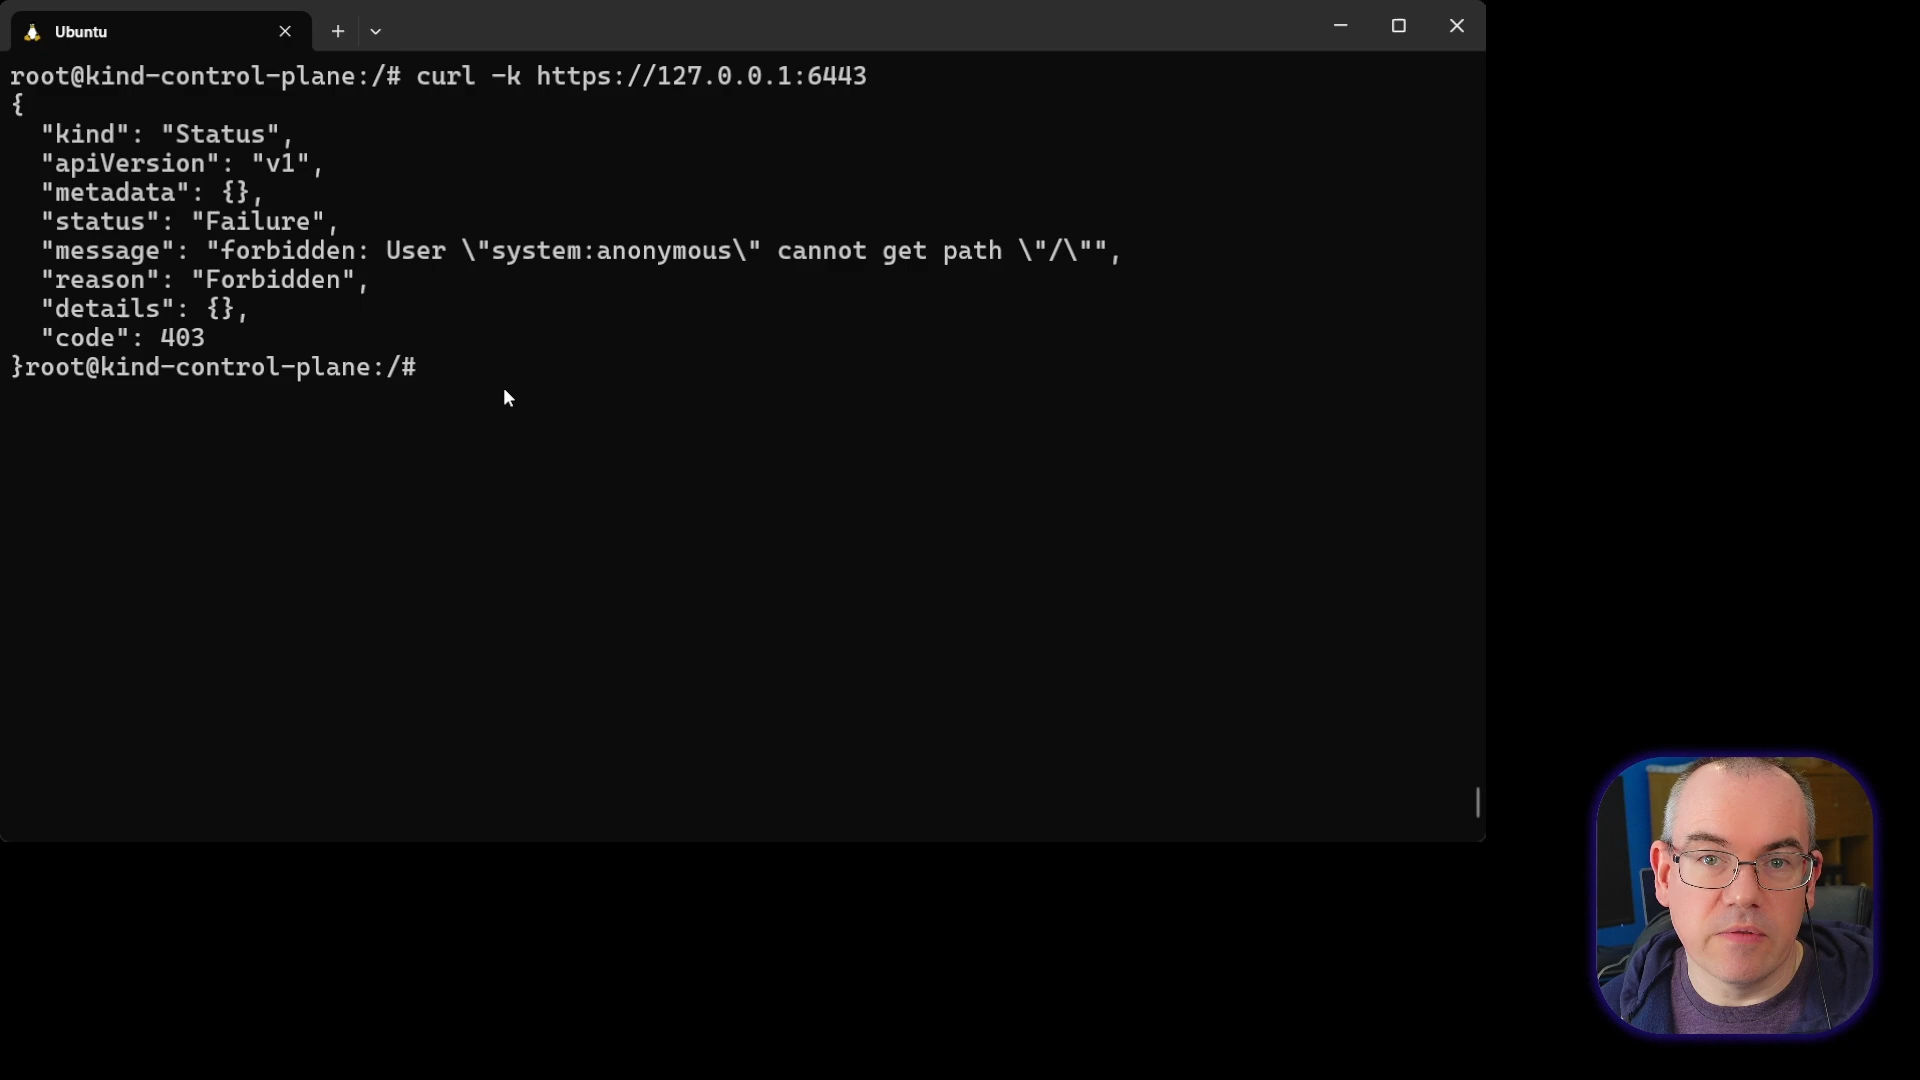 Ubuntu
root@kind-control-plane:/# curl -k https://127.0.0.1:6443
{
  "kind": "Status",
  "apiVersion": "v1",
  "metadata": {},
  "status": "Failure",
  "message": "forbidden: User \"system:anonymous\" cannot get path \"/\"",
  "reason": "Forbidden",
  "details": {},
  "code": 403
}root@kind-control-plane:/#